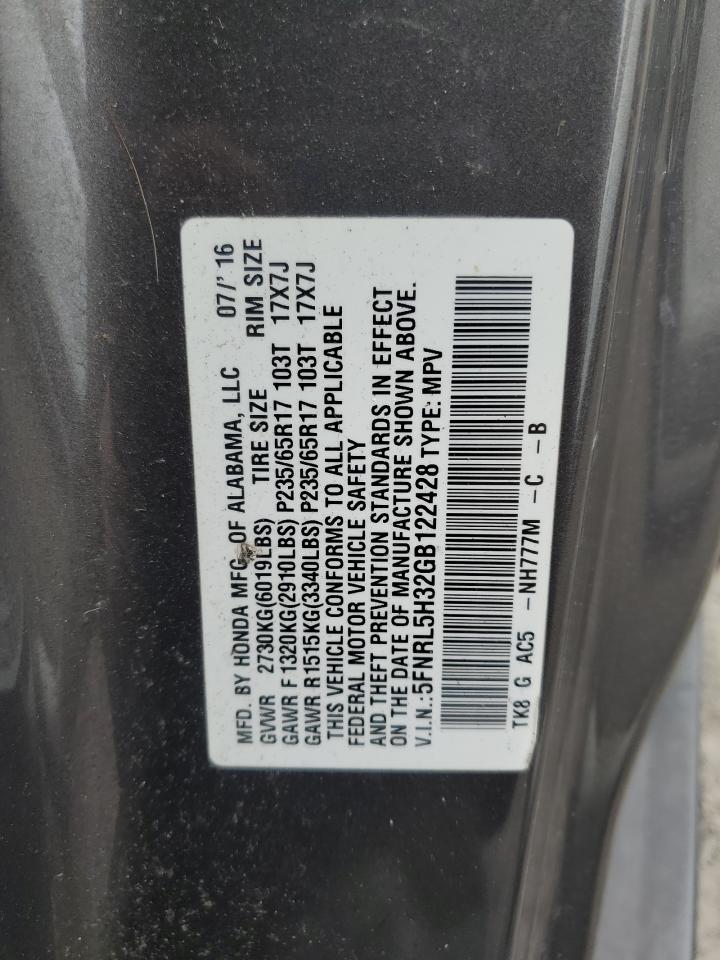 MFD. BY HONDA MFG. OF ALABAMA, LLC 07/' 16
GVWR 2730KG(6019LBS) TIRE SIZE RIM SIZE
GAWR F 1320KG(2910LBS) P235/65R17 103T 17X7J
GAWR R 1515KG(3340LBS) P235/65R17 103T 17X7J
THIS VEHICLE CONFORMS TO ALL APPLICABLE
FEDERAL MOTOR VEHICLE SAFETY
AND THEFT PREVENTION STANDARDS IN EFFECT
ON THE DATE OF MANUFACTURE SHOWN ABOVE.
V.I.N.:5FNRL5H32GB122428 TYPE: MPV
TK8 G AC5 -NH777M -C -B